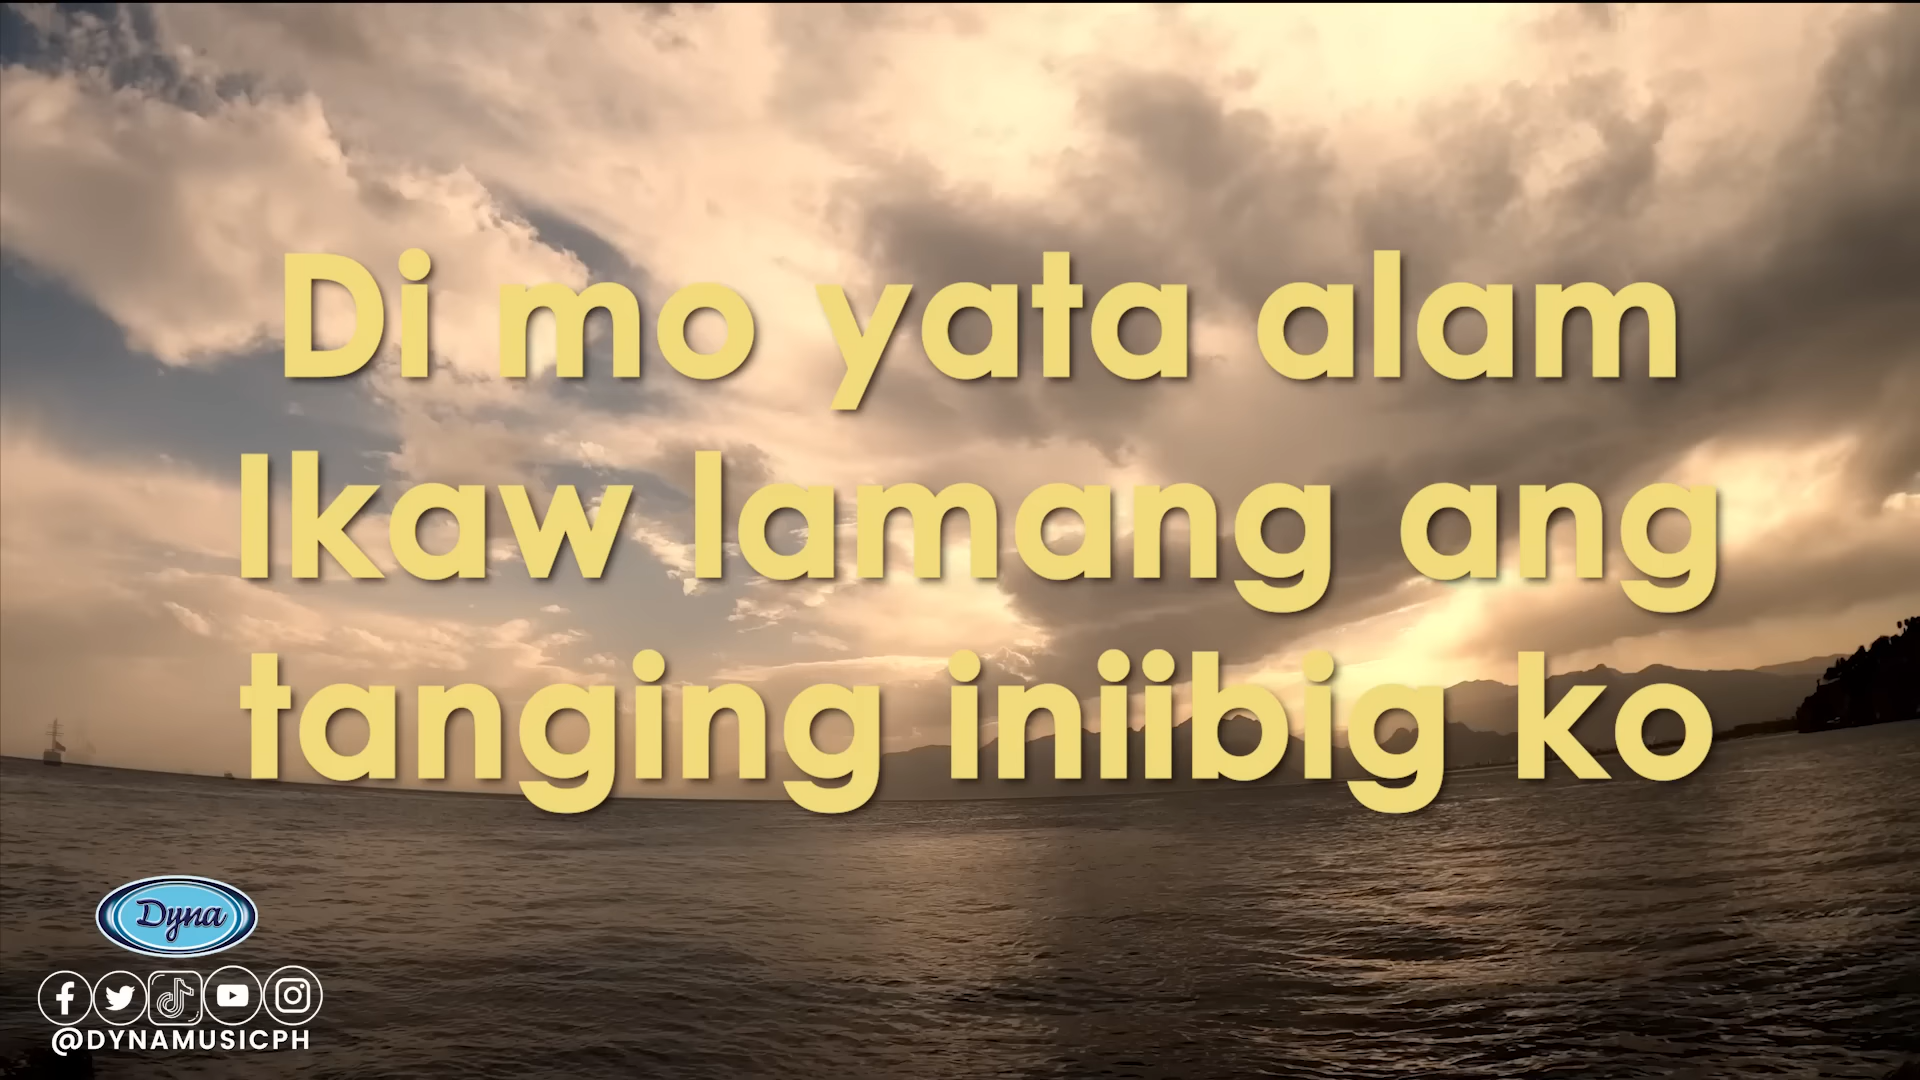 Di mo yata alam
Ikaw lamang ang
tanging iniibig ko
Dyna
@DYNAMUSICPH